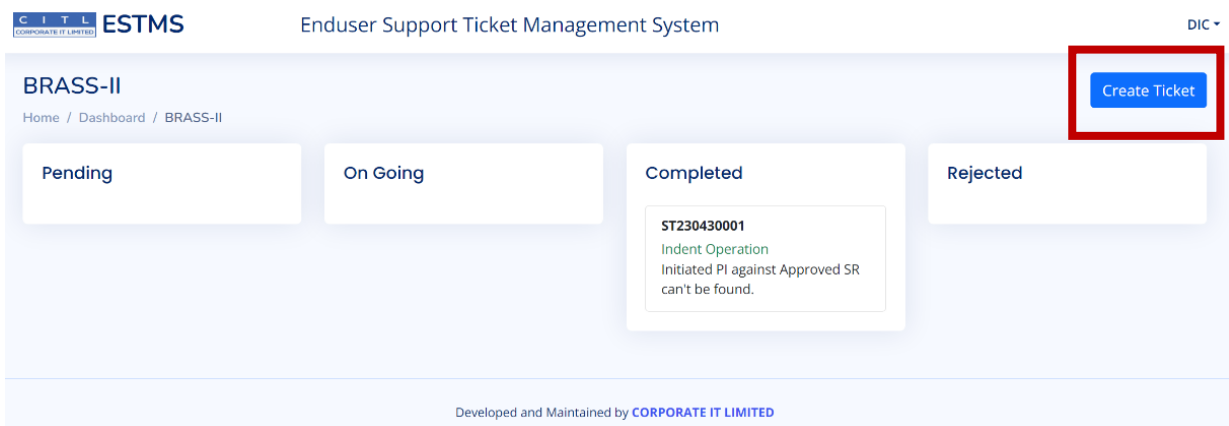 C I T L
CORPORATE IT LIMITED
ESTMS
Enduser Support Ticket Management System
DIC
BRASS-II
Create Ticket
Home / Dashboard / BRASS-II
Pending
On Going
Completed
Rejected
ST230430001
Indent Operation
Initiated PI against Approved SR
can't be found.
Developed and Maintained by CORPORATE IT LIMITED